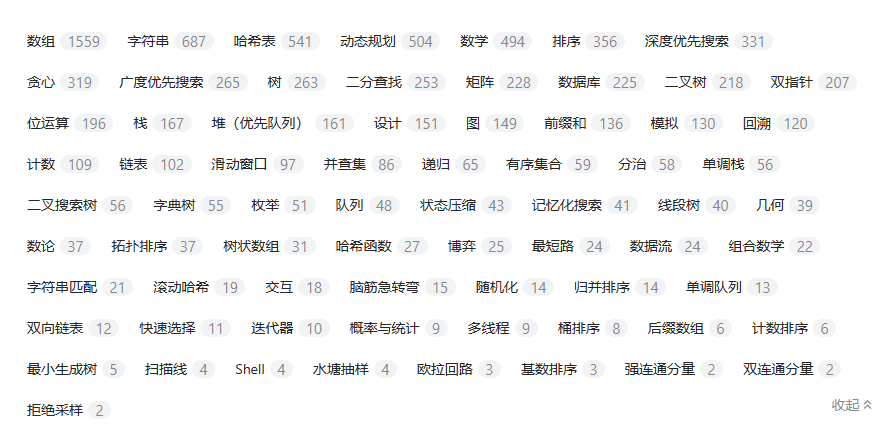 数组 1559 字符串 687 哈希表 541 动态规划 504 数学 494 排序 356 深度优先搜索 331
贪心 319 广度优先搜索 265 树 263 二分查找 253 矩阵 228 数据库 225 二叉树 218 双指针 207
位运算 196 栈 167 堆（优先队列） 161 设计 151 图 149 前缀和 136 模拟 130 回溯 120
计数 109 链表 102 滑动窗口 97 并查集 86 递归 65 有序集合 59 分治 58 单调栈 56
二叉搜索树 56 字典树 55 枚举 51 队列 48 状态压缩 43 记忆化搜索 41 线段树 40 几何 39
数论 37 拓扑排序 37 树状数组 31 哈希函数 27 博弈 25 最短路 24 数据流 24 组合数学 22
字符串匹配 21 滚动哈希 19 交互 18 脑筋急转弯 15 随机化 14 归并排序 14 单调队列 13
双向链表 12 快速选择 11 迭代器 10 概率与统计 9 多线程 9 桶排序 8 后缀数组 6 计数排序 6
最小生成树 5 扫描线 4 Shell 4 水塘抽样 4 欧拉回路 3 基数排序 3 强连通分量 2 双连通分量 2
拒绝采样 2 收起